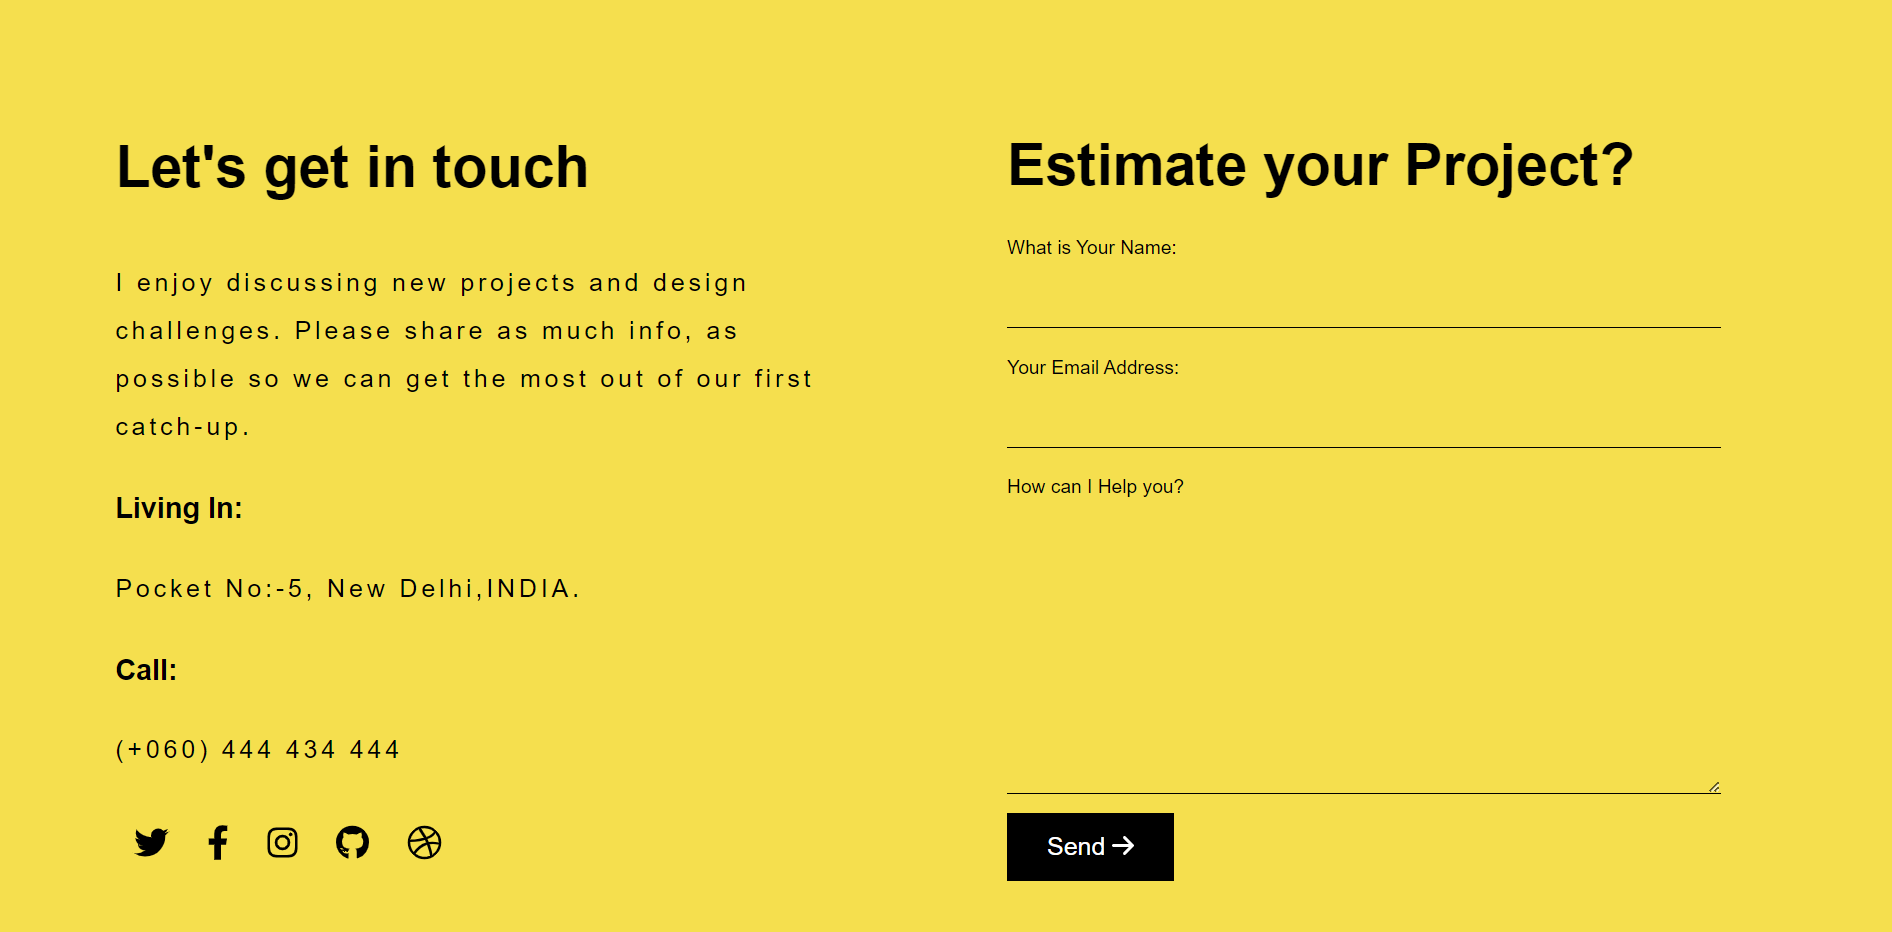 Let's get in touch
I enjoy discussing new projects and design
challenges. Please share as much info, as
possible so we can get the most out of our first
catch-up.
Living In:
Pocket No:-5, New Delhi,INDIA.
Call:
(+060) 444 434 444
Estimate your Project?
What is Your Name:
Your Email Address:
How can I Help you?
Send →